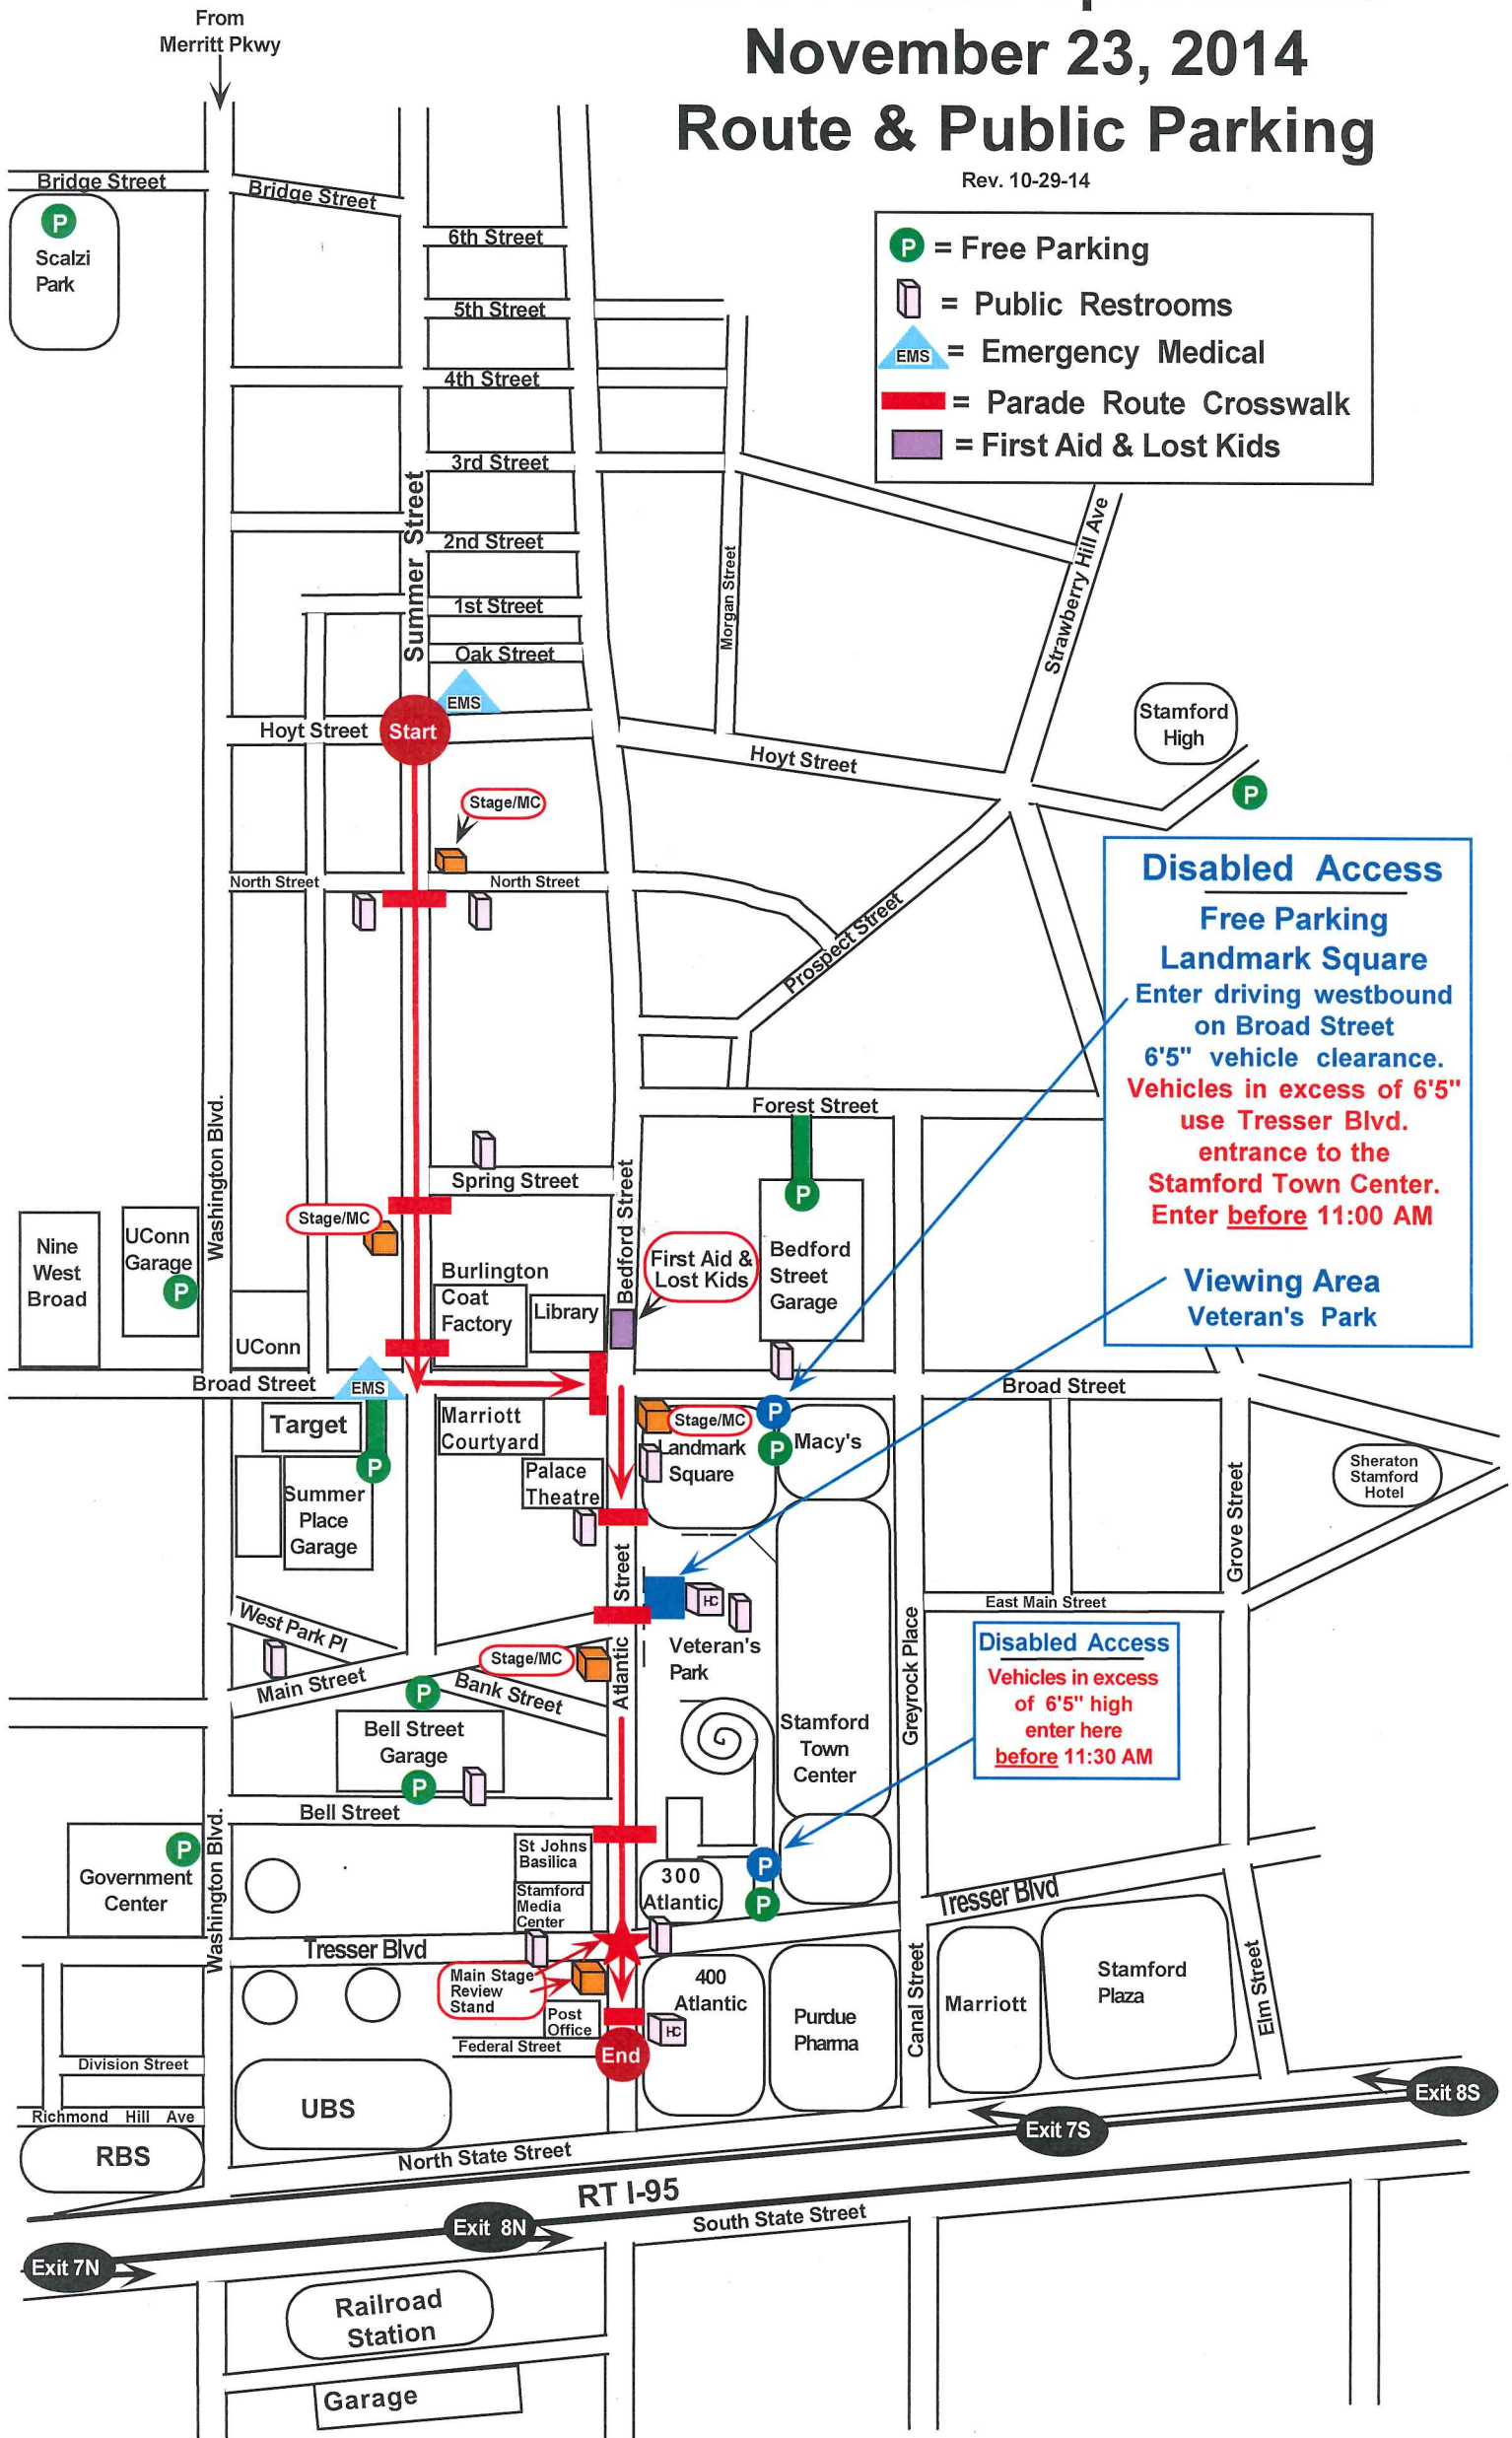 November 23, 2014
Route & Public Parking
Rev. 10-29-14
From
Merritt Pkwy
Bridge Street
Bridge Street
P
Scalzi
Park
P = Free Parking
= Public Restrooms
EMS = Emergency Medical
= Parade Route Crosswalk
= First Aid & Lost Kids
6th Street
5th Street
4th Street
3rd Street
2nd Street
1st Street
Oak Street
Summer Street
Morgan Street
Strawberry Hill Ave
EMS
Hoyt Street
Start
Hoyt Street
Stamford
High
P
Stage/MC
North Street
North Street
Prospect Street
Disabled Access
Free Parking
Landmark Square
Enter driving westbound
on Broad Street
6'5" vehicle clearance.
Vehicles in excess of 6'5"
use Tresser Blvd.
entrance to the
Stamford Town Center.
Enter before 11:00 AM
Viewing Area
Veteran's Park
Forest Street
Washington Blvd.
Spring Street
Bedford Street
P
Bedford
Street
Garage
Stage/MC
First Aid &
Lost Kids
Nine
West
Broad
UConn
Garage
P
UConn
Burlington
Coat
Factory
Library
Broad Street
EMS
Broad Street
Target
P
Marriott
Courtyard
Stage/MC
P
P
Macy's
Landmark
Square
Palace
Theatre
Summer
Place
Garage
Sheraton
Stamford
Hotel
Grove Street
Atlantic Street
HC
East Main Street
West Park Pl
Main Street
Stage/MC
Veteran's
Park
Bank Street
P
Bell Street
Garage
P
Greyrock Place
Disabled Access
Vehicles in excess
of 6'5" high
enter here
before 11:30 AM
Stamford
Town
Center
Bell Street
P
Government
Center
Washington Blvd.
St Johns
Basilica
Stamford
Media
Center
300
Atlantic
P
P
Tresser Blvd
Tresser Blvd
Main Stage
Review
Stand
Post
Office
Federal Street
End
HC
400
Atlantic
Purdue
Pharma
Canal Street
Marriott
Stamford
Plaza
Elm Street
Division Street
Richmond Hill Ave
RBS
UBS
North State Street
RT I-95
Exit 8S
Exit 7S
Exit 8N
Exit 7N
South State Street
Railroad
Station
Garage